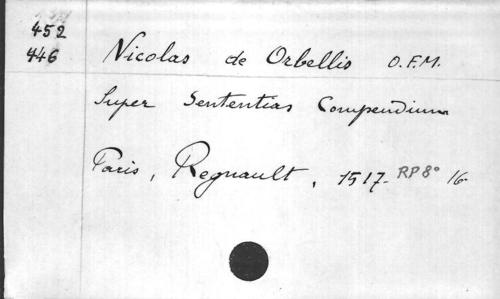 452
446
Nicolas de Orbellis O.F.M.
Super Sententias Compendium
Paris, Regnault, 1517- RP8° 16-